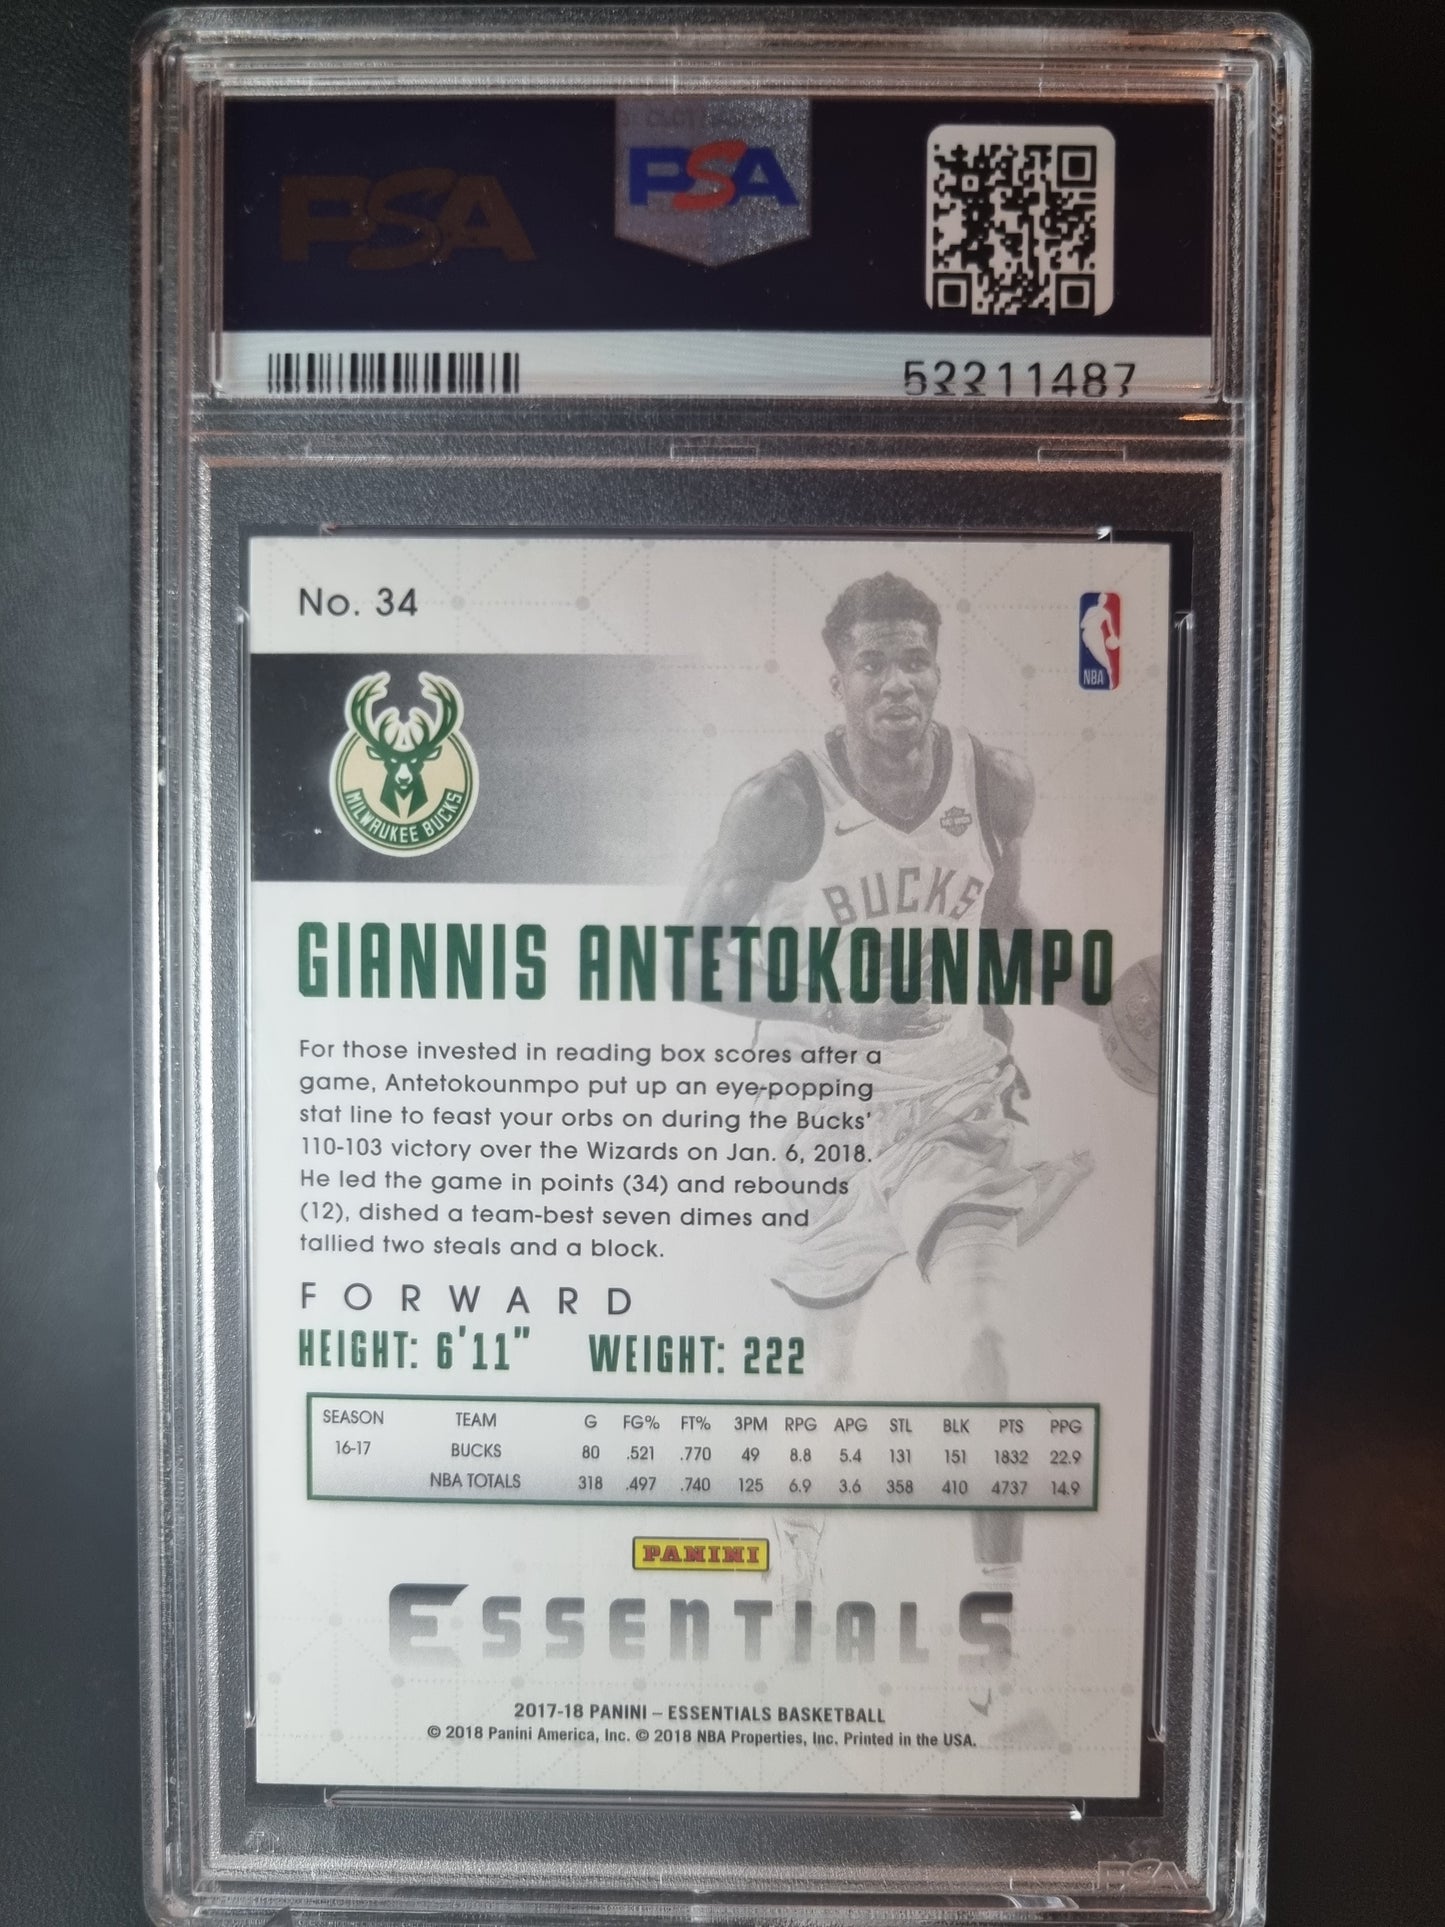 PSA
PSA
52211487
No. 34
NBA
MILWAUKEE BUCKS
BUCKS
GIANNIS ANTETOKOUNMPO
For those invested in reading box scores after a
game, Antetokounmpo put up an eye-popping
stat line to feast your orbs on during the Bucks'
110-103 victory over the Wizards on Jan. 6, 2018.
He led the game in points (34) and rebounds
(12), dished a team-best seven dimes and
tallied two steals and a block.
FORWARD
HEIGHT: 6'11" WEIGHT: 222
SEASON TEAM G FG% FT% 3PM RPG APG STL BLK PTS PPG
16-17 BUCKS 80 .521 .770 49 8.8 5.4 131 151 1832 22.9
NBA TOTALS 318 .497 .740 125 6.9 3.6 358 410 4737 14.9
PANINI
ESSENTIALS
2017-18 PANINI – ESSENTIALS BASKETBALL
© 2018 Panini America, Inc. © 2018 NBA Properties, Inc. Printed in the USA.
PSA